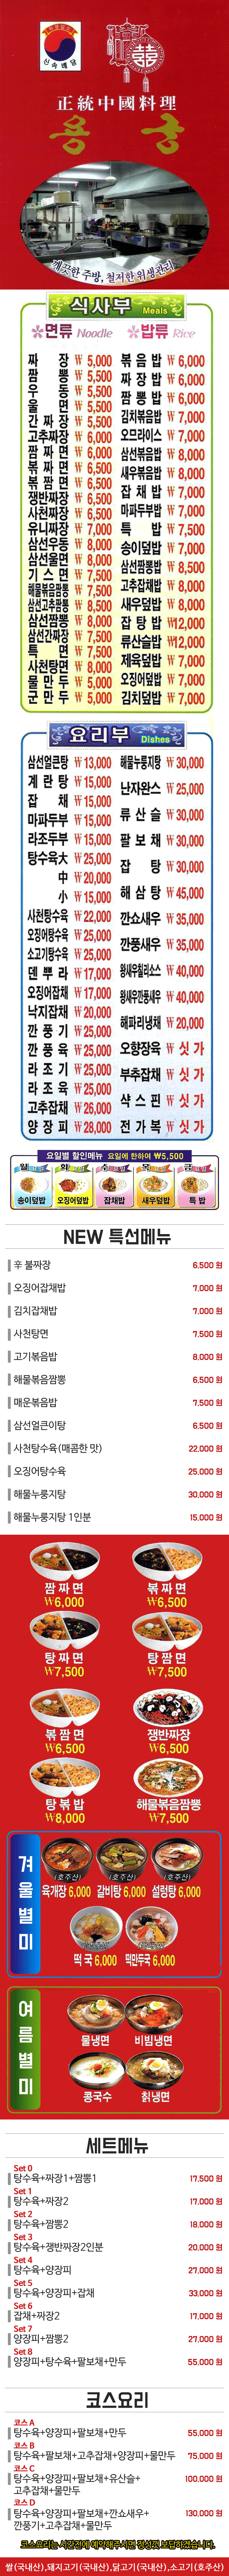 신속배달
正統中國料理
용궁
깨끗한 주방, 철저한 위생관리
식사부 Meals
면류 Noodle
짜장 ₩ 5,000
짬뽕 ₩ 5,500
우동 ₩ 5,500
울면 ₩ 5,500
간짜장 ₩ 5,500
고추짜장 ₩ 6,000
짬짜면 ₩ 6,000
볶짜면 ₩ 6,500
볶짬면 ₩ 6,500
쟁반짜장 ₩ 6,500
사천짜장 ₩ 6,500
유니짜장 ₩ 7,000
삼선우동 ₩ 8,000
삼선울면 ₩ 8,000
기스면 ₩ 7,500
해물볶음짬뽕 ₩ 7,500
삼선고추짬뽕 ₩ 8,500
삼선짬뽕 ₩ 8,000
삼선간짜장 ₩ 7,500
특면 ₩ 7,500
사천탕면 ₩ 8,000
물만두 ₩ 5,000
군만두 ₩ 5,000
밥류 Rice
볶음밥 ₩ 6,000
짜장밥 ₩ 6,000
짬뽕밥 ₩ 6,000
김치볶음밥 ₩ 7,000
오므라이스 ₩ 7,000
삼선볶음밥 ₩ 8,000
새우볶음밥 ₩ 8,000
잡채밥 ₩ 7,000
마파두부밥 ₩ 7,000
특밥 ₩ 7,500
송이덮밥 ₩ 7,000
삼선짬뽕밥 ₩ 8,500
고추잡채밥 ₩ 8,000
새우덮밥 ₩ 8,000
잡탕밥 ₩12,000
류산슬밥 ₩12,000
제육덮밥 ₩ 7,000
오징어덮밥 ₩ 7,000
김치덮밥 ₩ 7,000
요리부 Dishes
삼선얼큰탕 ₩ 13,000
계란탕 ₩ 15,000
잡채 ₩ 15,000
마파두부 ₩ 15,000
라조두부 ₩ 15,000
탕수육大 ₩ 25,000
中 ₩ 20,000
小 ₩ 15,000
사천탕수육 ₩ 22,000
오징어탕수육 ₩ 25,000
소고기탕수육 ₩ 25,000
덴뿌라 ₩ 17,000
오징어잡채 ₩ 17,000
낙지잡채 ₩ 20,000
깐풍기 ₩ 25,000
깐풍육 ₩ 25,000
라조기 ₩ 25,000
라조육 ₩ 25,000
고추잡채 ₩ 26,000
양장피 ₩ 28,000
해물누룽지탕 ₩ 30,000
난자완스 ₩ 25,000
류산슬 ₩ 30,000
팔보채 ₩ 30,000
잡탕 ₩ 30,000
해삼탕 ₩ 45,000
깐쇼새우 ₩ 35,000
깐풍새우 ₩ 35,000
왕새우칠리소스 ₩ 40,000
왕새우깐풍새우 ₩ 40,000
해파리냉채 ₩ 20,000
오향장육 ₩ 싯가
부추잡채 ₩ 싯가
샥스핀 ₩ 싯가
전가복 ₩ 싯가
요일별 할인메뉴 요일에 한하여 ₩5,500
월 화 수 목 금
송이덮밥 오징어덮밥 잡채밥 새우덮밥 특밥
NEW 특선메뉴
辛 불짜장 6,500 원
오징어잡채밥 7,000 원
김치잡채밥 7,000 원
사천탕면 7,500 원
고기볶음밥 8,000 원
해물볶음짬뽕 6,500 원
매운볶음밥 7,500 원
삼선얼큰이탕 6,500 원
사천탕수육(매콤한 맛) 22,000 원
오징어탕수육 25,000 원
해물누룽지탕 30,000 원
해물누룽지탕 1인분 15,000 원
짬짜면 ₩6,000
볶짜면 ₩6,500
탕짜면 ₩7,500
탕짬면 ₩7,500
볶짬면 ₩6,500
쟁반짜장 ₩6,500
탕볶밥 ₩8,000
해물볶음짬뽕 ₩7,500
겨울별미
(호주산) (호주산) (호주산)
육개장 6,000 갈비탕 6,000 설렁탕 6,000
떡국 6,000 떡만두국 6,000
여름별미
물냉면 비빔냉면
콩국수 칡냉면
세트메뉴
Set 0
탕수육+짜장1+짬뽕1 17,500 원
Set 1
탕수육+짜장2 17,000 원
Set 2
탕수육+짬뽕2 18,000 원
Set 3
탕수육+쟁반짜장2인분 20,000 원
Set 4
탕수육+양장피 27,000 원
Set 5
탕수육+양장피+잡채 33,000 원
Set 6
잡채+짜장2 17,000 원
Set 7
양장피+짬뽕2 27,000 원
Set 8
양장피+탕수육+팔보채+만두 55,000 원
코스요리
코스 A
탕수육+양장피+팔보채+만두 55,000 원
코스 B
탕수육+팔보채+고추잡채+양장피+물만두 75,000 원
코스 C
탕수육+양장피+팔보채+유산슬+ 100,000 원
고추잡채+물만두
코스 D
탕수육+양장피+팔보채+깐쇼새우+ 130,000 원
깐풍기+고추잡채+물만두
코스요리는 시장관에 예약해주시면 정성껏 보답하겠습니다.
쌀(국내산),돼지고기(국내산),닭고기(국내산),소고기(호주산)